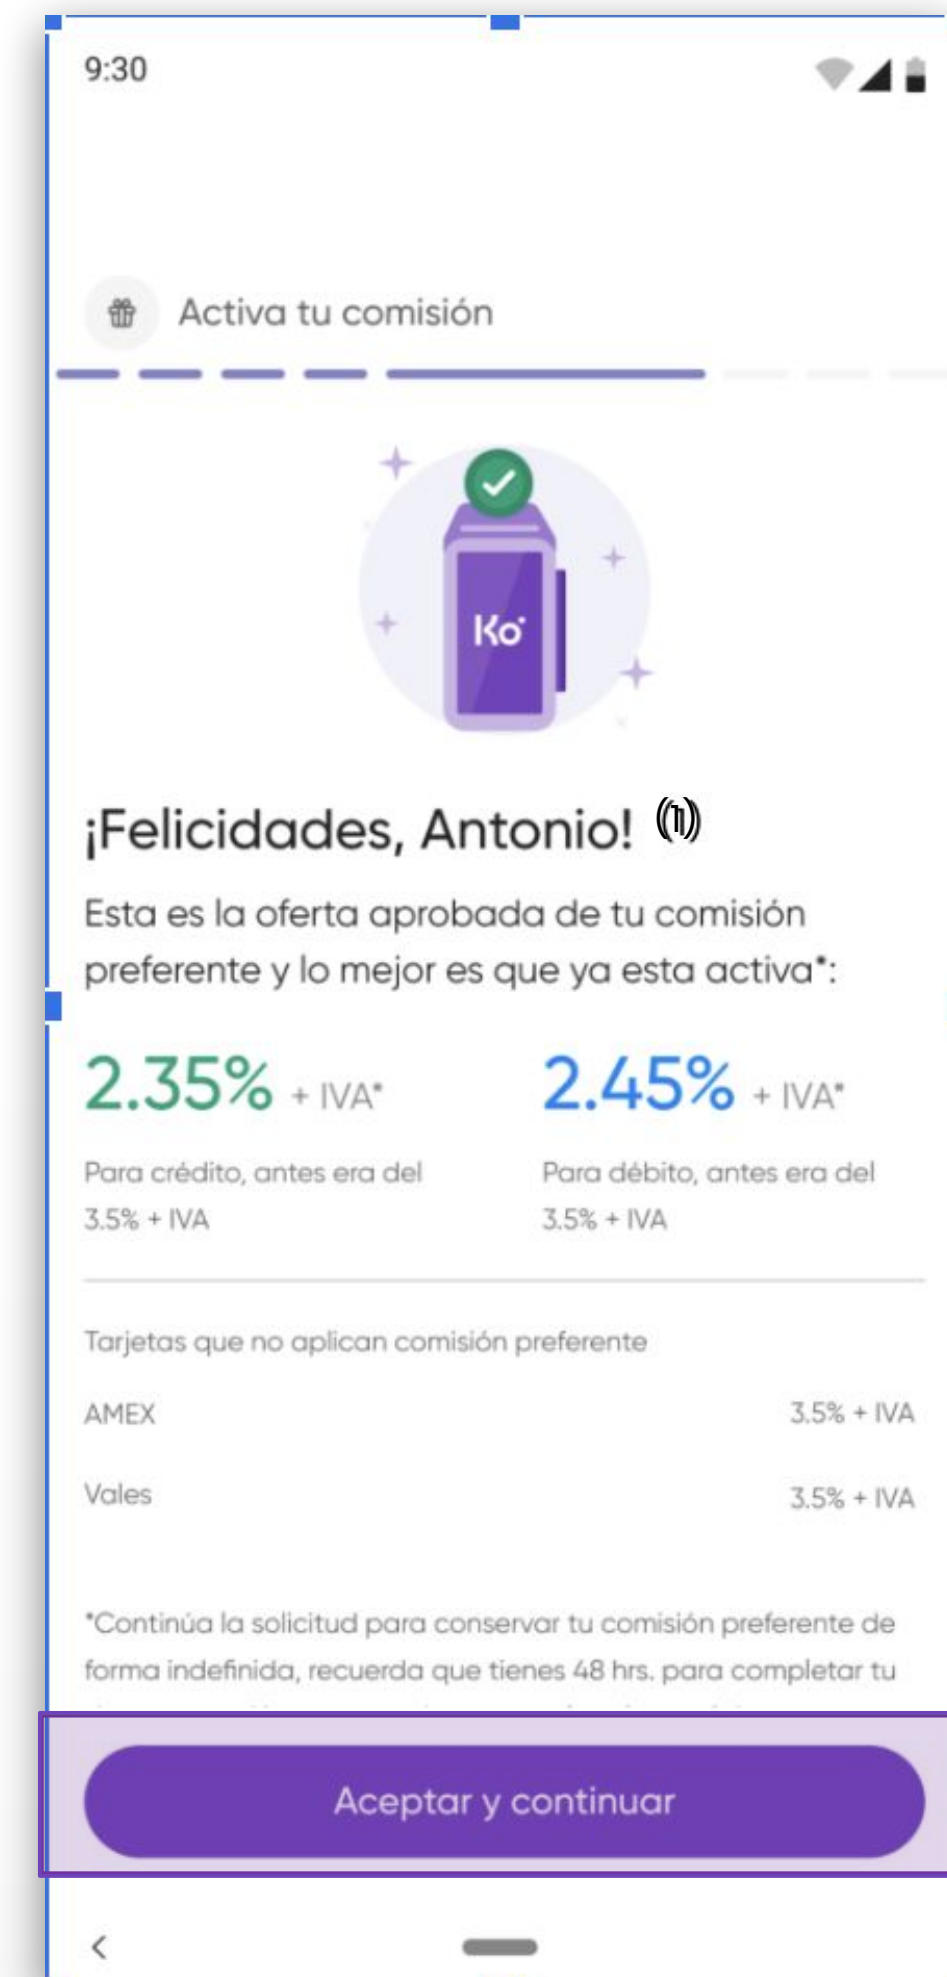 9:30
Activa tu comisión
Ko
¡Felicidades, Antonio! (1)
Esta es la oferta aprobada de tu comisión
preferente y lo mejor es que ya esta activa*:
2.35% + IVA*
2.45% + IVA*
Para crédito, antes era del
3.5% + IVA
Para débito, antes era del
3.5% + IVA
Tarjetas que no aplican comisión preferente
AMEX 3.5% + IVA
Vales 3.5% + IVA
*Continúa la solicitud para conservar tu comisión preferente de
forma indefinida, recuerda que tienes 48 hrs. para completar tu
Aceptar y continuar